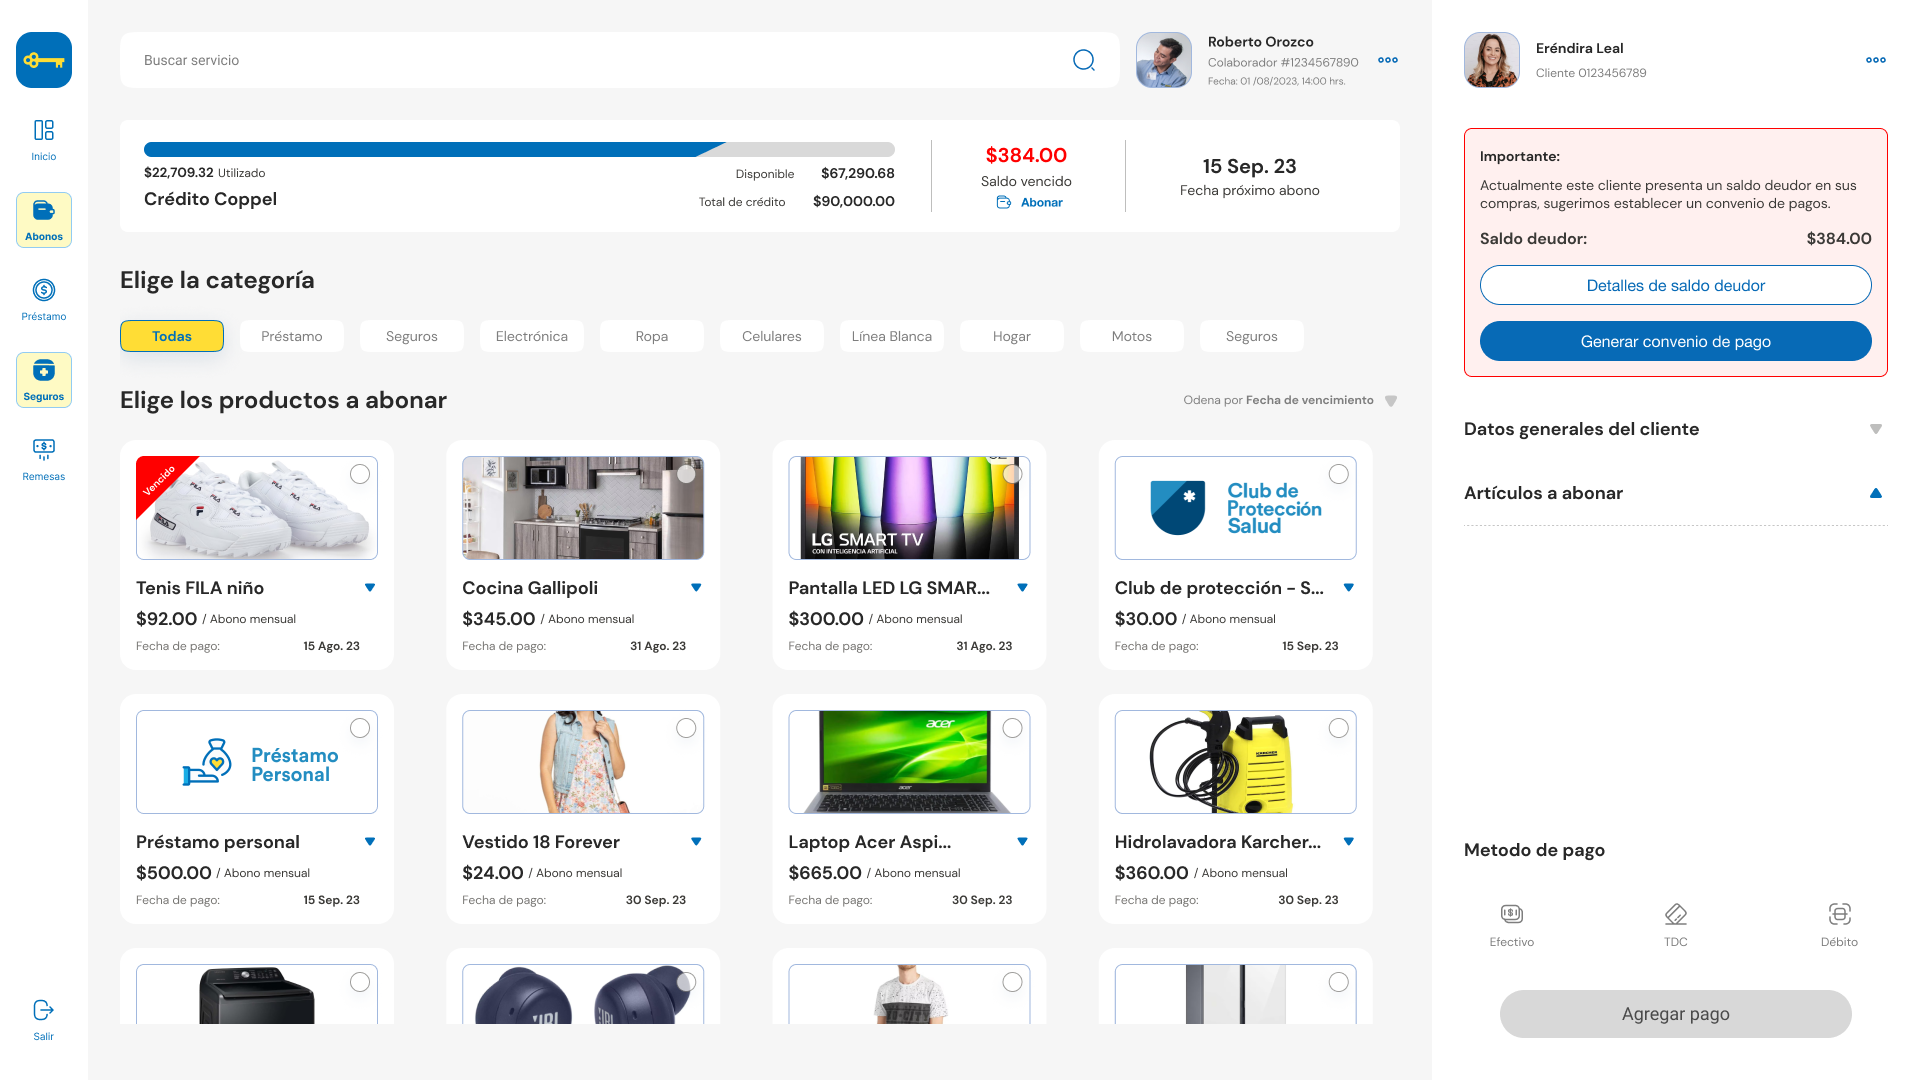 Inicio
Abonos
Préstamo
Seguros
Remesas
Salir
Buscar servicio
Roberto Orozco
Colaborador #1234567890
Fecha: 01 /08/2023, 14:00 hrs.
$22,709.32 Utilizado
Crédito Coppel
Disponible $67,290.68
Total de crédito $90,000.00
$384.00
Saldo vencido
Abonar
15 Sep. 23
Fecha próximo abono
Elige la categoría
Todas
Préstamo
Seguros
Electrónica
Ropa
Celulares
Línea Blanca
Hogar
Motos
Seguros
Elige los productos a abonar
Odena por Fecha de vencimiento
Vencido
FILA
FILA
FILA
FILA
FILA
Tenis FILA niño
$92.00 / Abono mensual
Fecha de pago: 15 Ago. 23
Cocina Gallipoli
$345.00 / Abono mensual
Fecha de pago: 31 Ago. 23
LG SMART TV
CON INTELIGENCIA ARTIFICIAL
Pantalla LED LG SMAR...
$300.00 / Abono mensual
Fecha de pago: 31 Ago. 23
Club de
Protección
Salud
Club de protección - S...
$30.00 / Abono mensual
Fecha de pago: 15 Sep. 23
Préstamo
Personal
Préstamo personal
$500.00 / Abono mensual
Fecha de pago: 15 Sep. 23
Vestido 18 Forever
$24.00 / Abono mensual
Fecha de pago: 30 Sep. 23
acer
acer
Laptop Acer Aspi...
$665.00 / Abono mensual
Fecha de pago: 30 Sep. 23
KARCHER
Hidrolavadora Karcher...
$360.00 / Abono mensual
Fecha de pago: 30 Sep. 23
JBL
JBL
Eréndira Leal
Cliente 0123456789
Importante:
Actualmente este cliente presenta un saldo deudor en sus
compras, sugerimos establecer un convenio de pagos.
Saldo deudor: $384.00
Detalles de saldo deudor
Generar convenio de pago
Datos generales del cliente
Artículos a abonar
Metodo de pago
Efectivo
TDC
Débito
Agregar pago